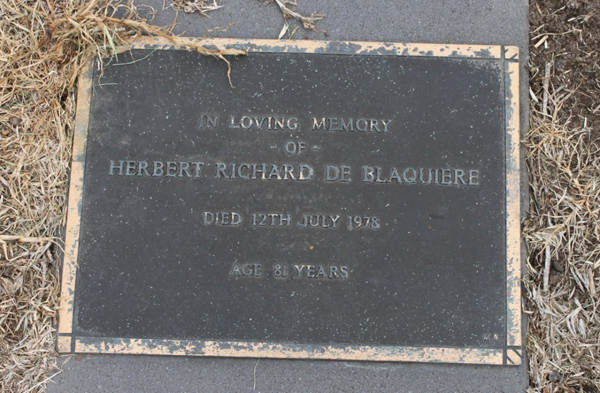 IN LOVING MEMORY
- OF -
HERBERT RICHARD DE BLAQUIERE
DIED 12TH JULY 1978
AGE 81 YEARS